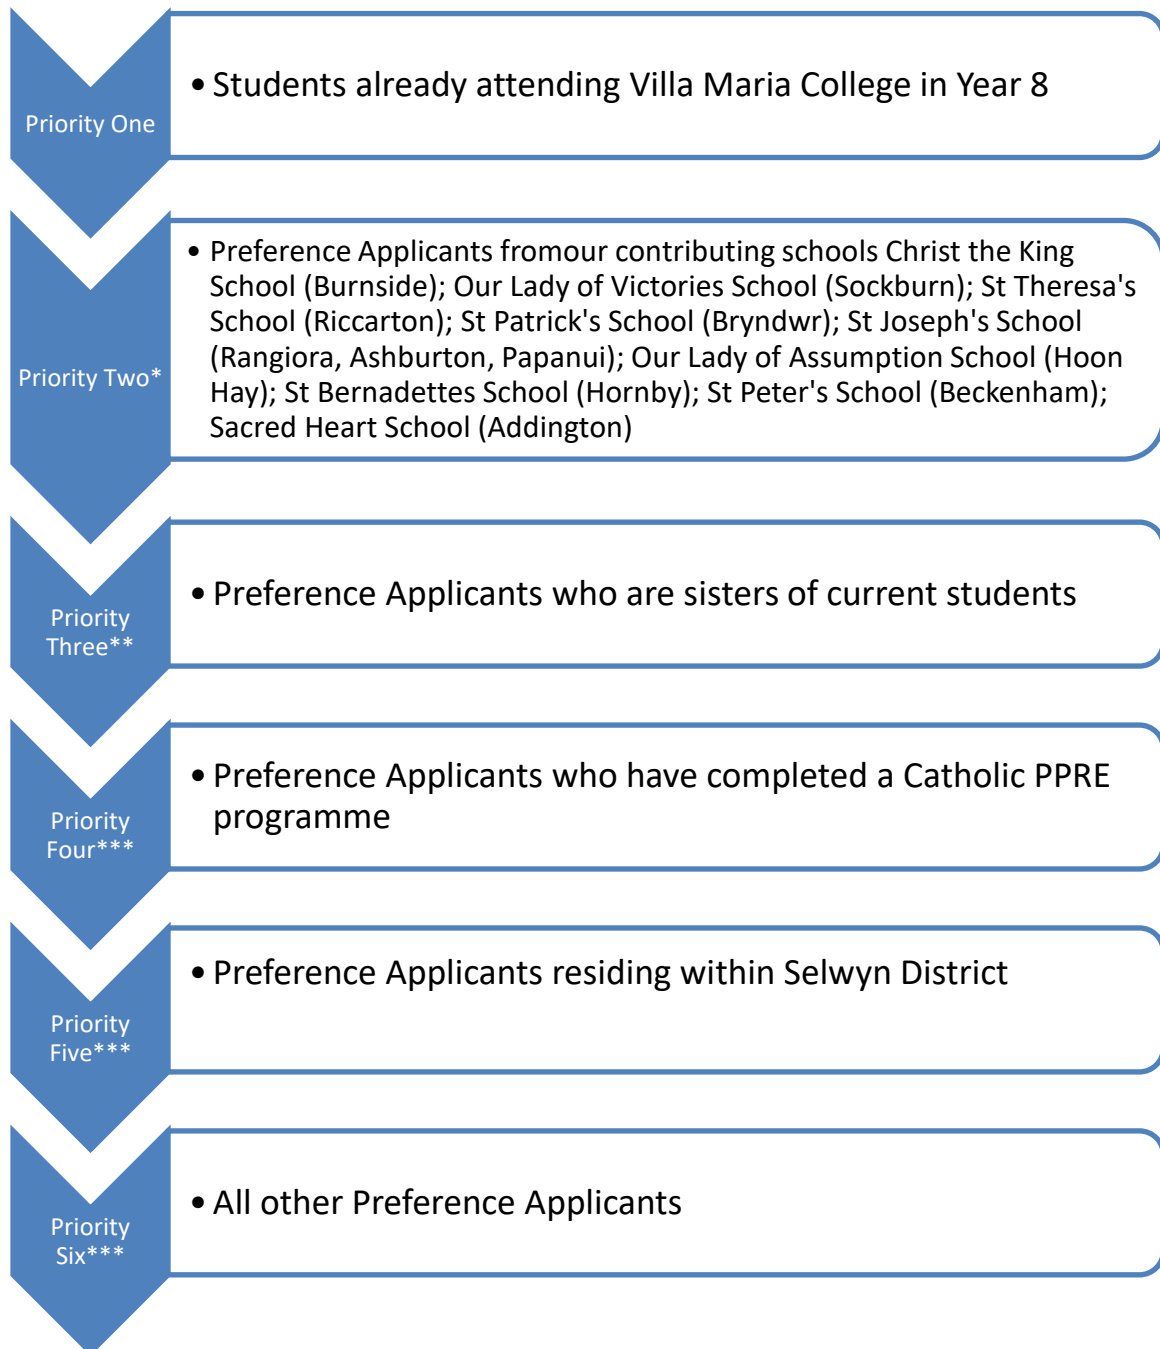 Priority One
• Students already attending Villa Maria College in Year 8
Priority Two*
• Preference Applicants fromour contributing schools Christ the King
School (Burnside); Our Lady of Victories School (Sockburn); St Theresa's
School (Riccarton); St Patrick's School (Bryndwr); St Joseph's School
(Rangiora, Ashburton, Papanui); Our Lady of Assumption School (Hoon
Hay); St Bernadettes School (Hornby); St Peter's School (Beckenham);
Sacred Heart School (Addington)
Priority
Three**
• Preference Applicants who are sisters of current students
Priority
Four***
• Preference Applicants who have completed a Catholic PPRE
programme
Priority
Five***
• Preference Applicants residing within Selwyn District
Priority
Six***
• All other Preference Applicants